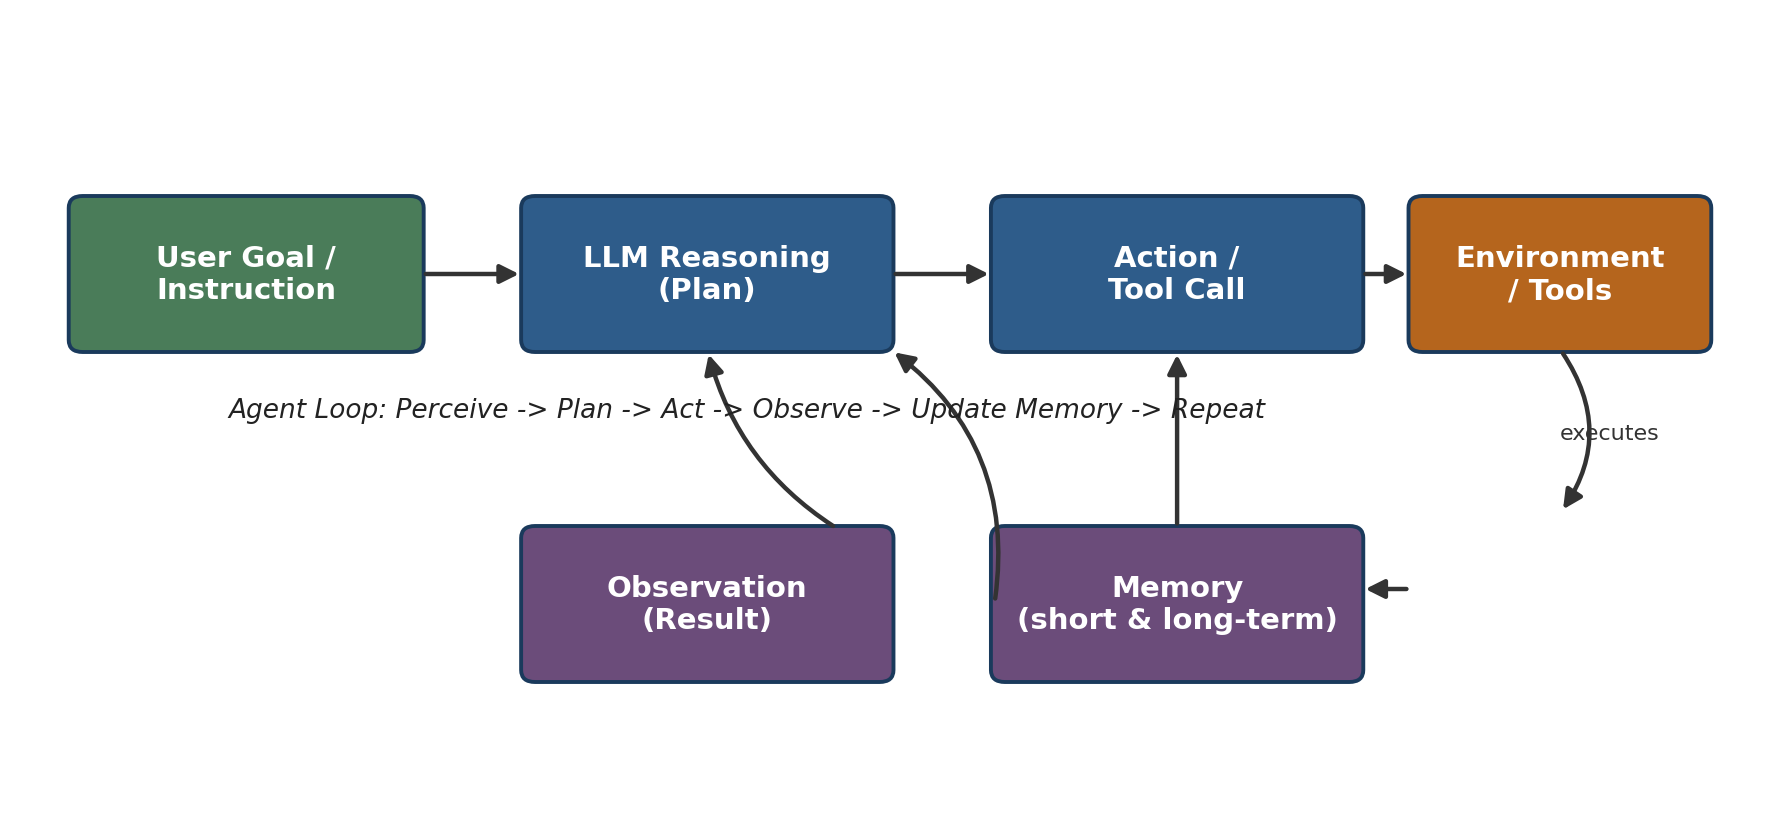 User Goal /
Instruction
LLM Reasoning
(Plan)
Action /
Tool Call
Environment
/ Tools
Agent Loop: Perceive -> Plan -> Act -> Observe -> Update Memory -> Repeat
executes
Observation
(Result)
Memory
(short & long-term)